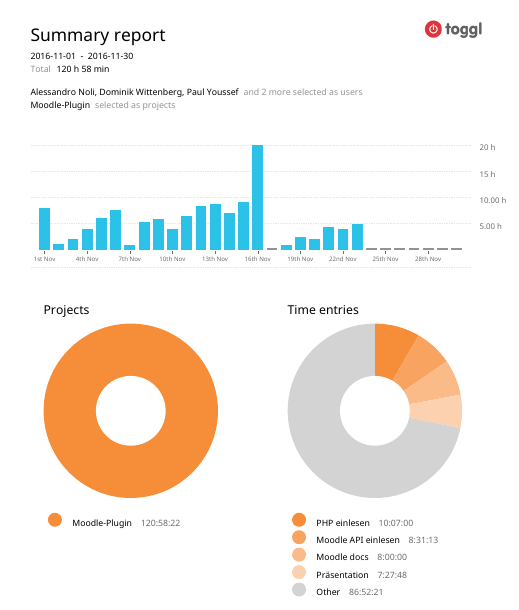 Summary report
toggl
2016-11-01 - 2016-11-30
Total 120 h 58 min
Alessandro Noli, Dominik Wittenberg, Paul Youssef and 2 more selected as users
Moodle-Plugin selected as projects
20 h
15 h
10.00 h
5.00 h
1st Nov 4th Nov 7th Nov 10th Nov 13th Nov 16th Nov 19th Nov 22nd Nov 25th Nov 28th Nov
Projects
Time entries
Moodle-Plugin 120:58:22
PHP einlesen 10:07:00
Moodle API einlesen 8:31:13
Moodle docs 8:00:00
Präsentation 7:27:48
Other 86:52:21